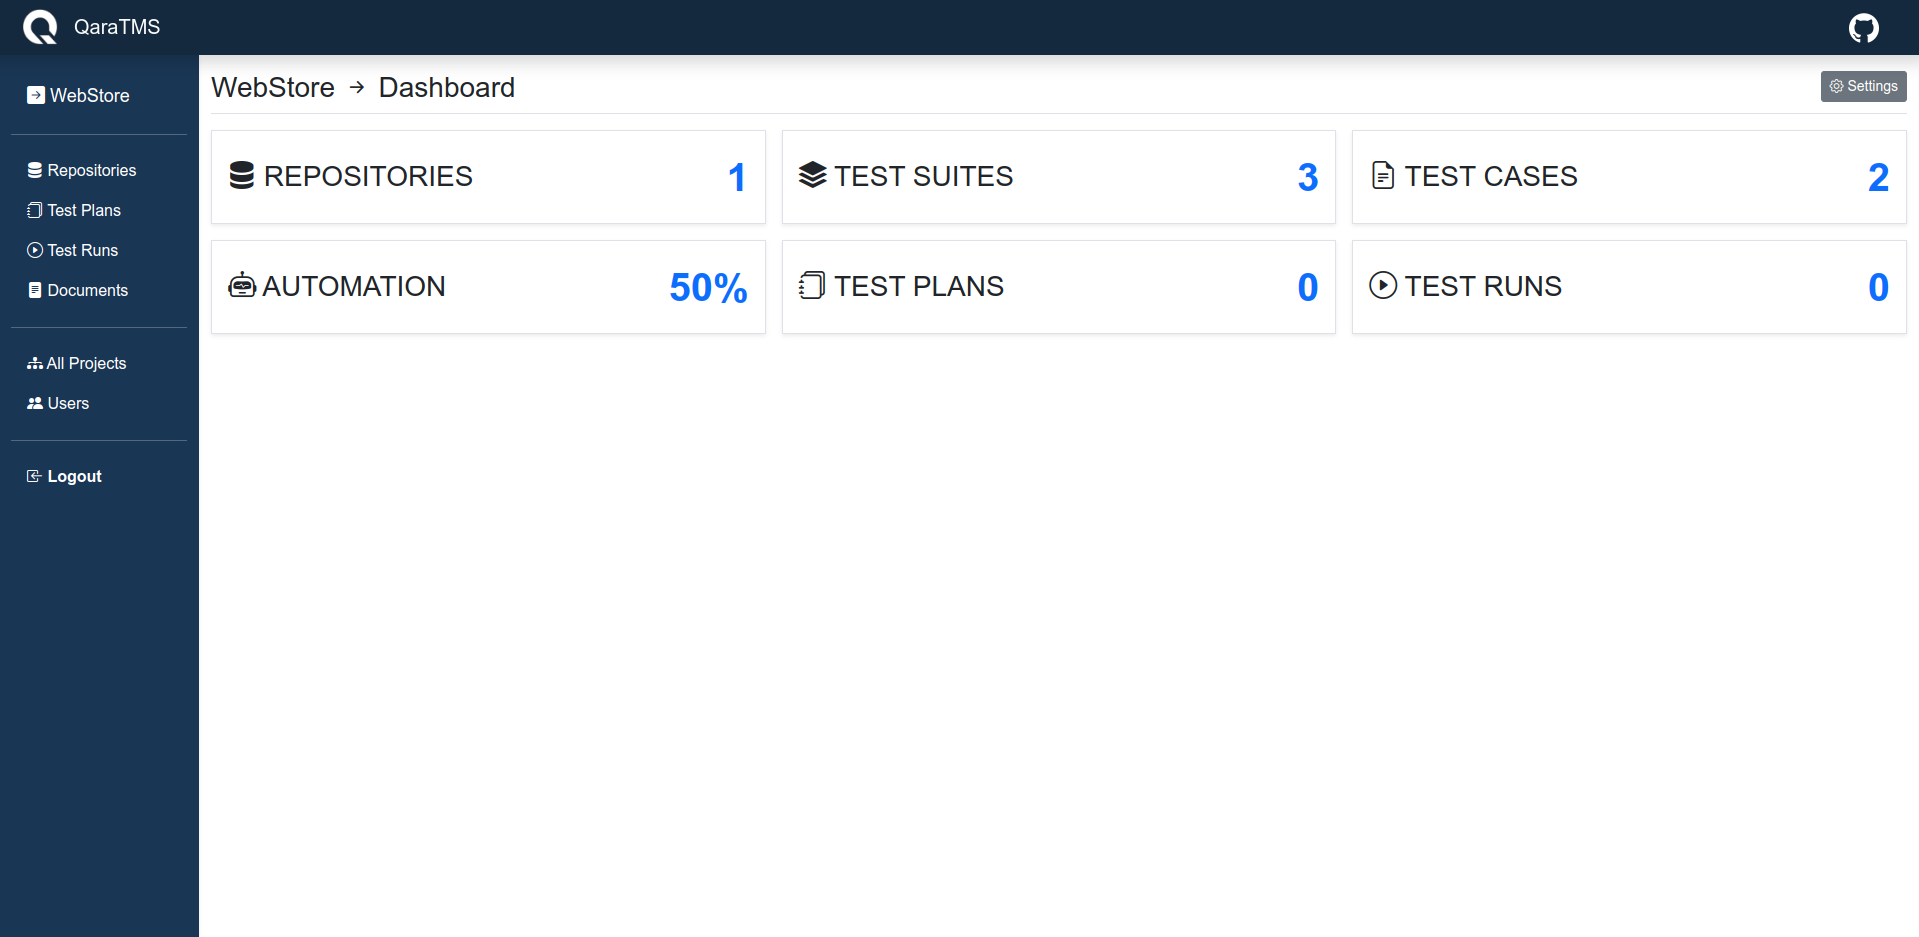 QaraTMS
WebStore
Repositories
Test Plans
Test Runs
Documents
All Projects
Users
Logout
WebStore → Dashboard
Settings
REPOSITORIES 1
TEST SUITES 3
TEST CASES 2
AUTOMATION 50%
TEST PLANS 0
TEST RUNS 0